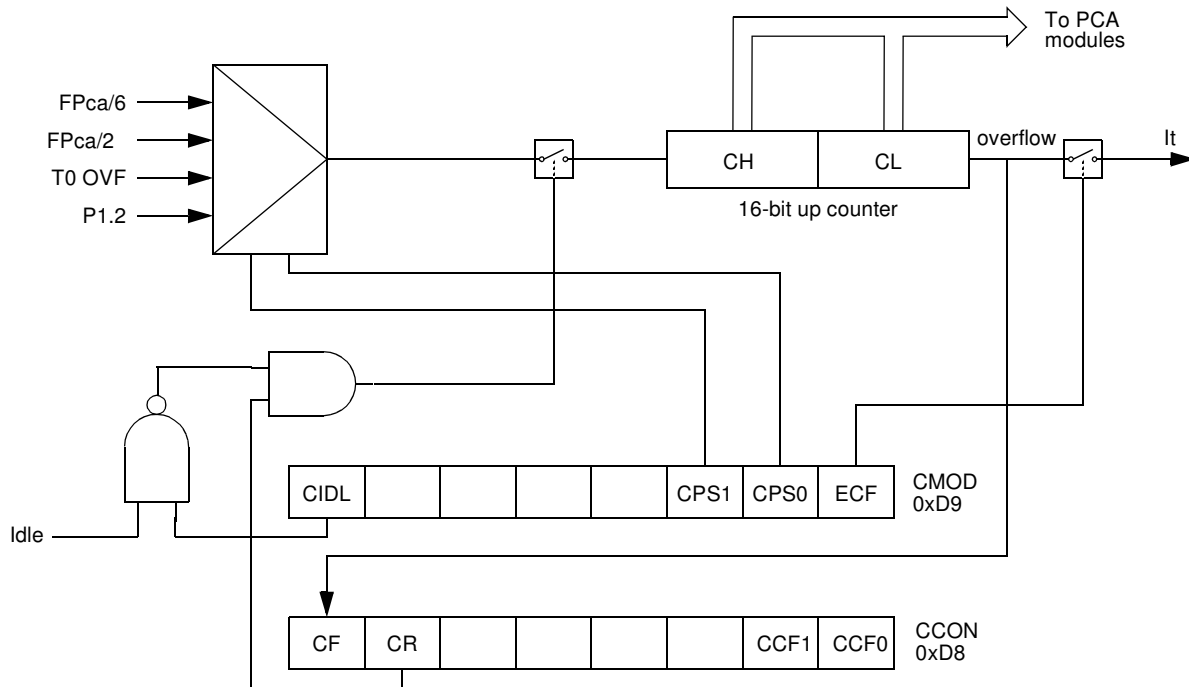 To PCA
modules
FPca/6
FPca/2
T0 OVF
P1.2
CH
CL
overflow
It
16-bit up counter
CIDL
CPS1
CPS0
ECF
CMOD
0xD9
Idle
CF
CR
CCF1
CCF0
CCON
0xD8